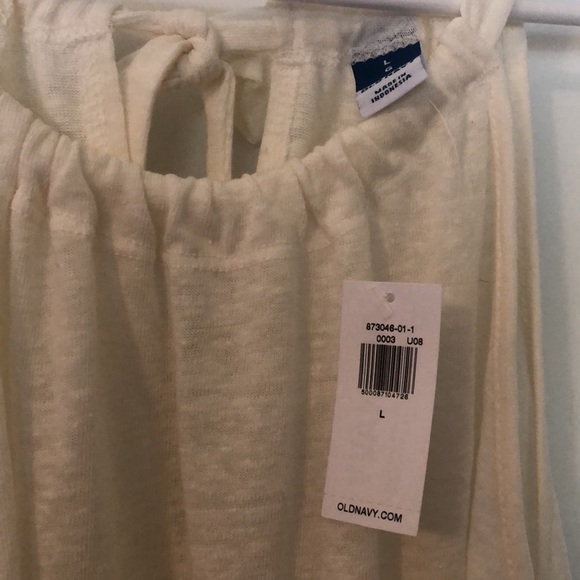 L
G
MADE IN
INDONESIA
873046-01-1
0003 U08
500087104726
L
OLDNAVY.COM